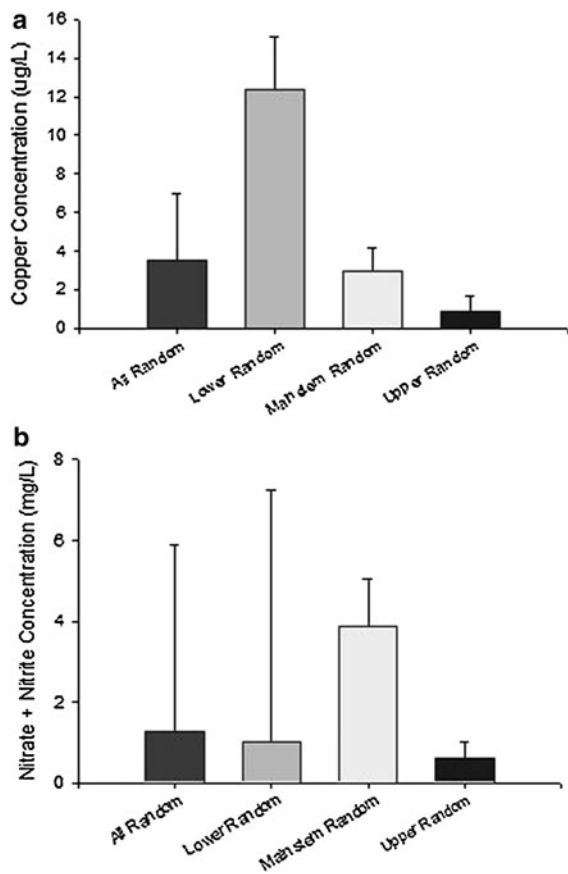 a
Copper Concentration (ug/L)
16
14
12
10
8
6
4
2
0
All Random
Lower Random
Mainstem Random
Upper Random
b
Nitrate + Nitrite Concentration (mg/L)
8
6
4
2
0
All Random
Lower Random
Mainstem Random
Upper Random